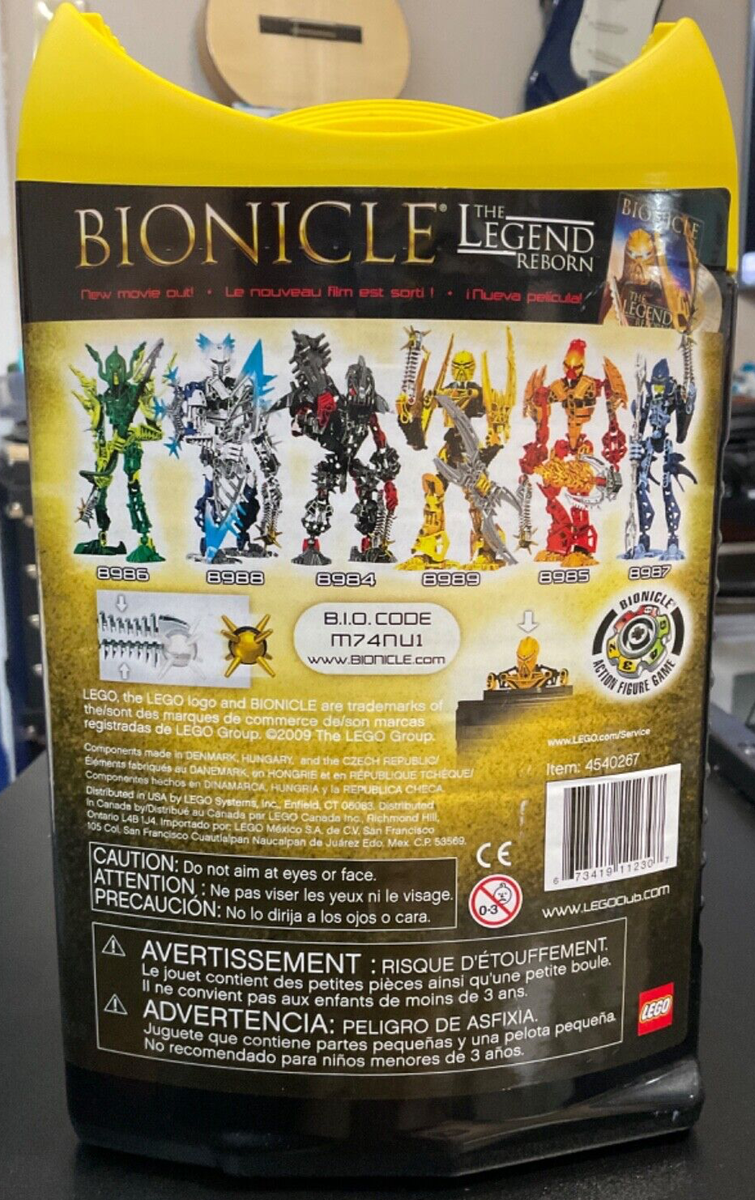 BIONICLE® THE LEGEND REBORN
New movie out! • Le nouveau film est sorti ! • ¡Nueva película!
BIONICLE
THE
LEGEND
8986 8988 8984 8989 8985 8987
B.I.O. CODE
M74NU1
www.BIONICLE.com
BIONICLE®
ACTION FIGURE GAME
LEGO, the LEGO logo and BIONICLE are trademarks of
the/sont des marques de commerce de/son marcas
registradas de LEGO Group. ©2009 The LEGO Group.
Components made in DENMARK, HUNGARY, and the CZECH REPUBLIC/
Éléments fabriqués au DANEMARK, en HONGRIE et en RÉPUBLIQUE TCHÈQUE/
Componentes hechos en DINAMARCA, HUNGRÍA y la REPÚBLICA CHECA.
Distributed in USA by LEGO Systems, Inc., Enfield, CT 06083. Distributed
in Canada by/Distribué au Canada par LEGO Canada Inc., Richmond Hill,
Ontario L4B 1J4. Importado por: LEGO México S.A. de C.V. San Francisco
105 Col. San Francisco Cuautlalpan Naucalpan de Juárez Edo. Mex. C.P. 53569.
www.LEGO.com/Service
Item: 4540267
6 73419 11230 7
www.LEGOClub.com
CE
0-3
CAUTION: Do not aim at eyes or face.
ATTENTION : Ne pas viser les yeux ni le visage.
PRECAUCIÓN: No lo dirija a los ojos o cara.
AVERTISSEMENT : RISQUE D'ÉTOUFFEMENT.
Le jouet contient des petites pièces ainsi qu'une petite boule.
Il ne convient pas aux enfants de moins de 3 ans.
ADVERTENCIA: PELIGRO DE ASFIXIA.
Juguete que contiene partes pequeñas y una pelota pequeña.
No recomendado para niños menores de 3 años.
LEGO